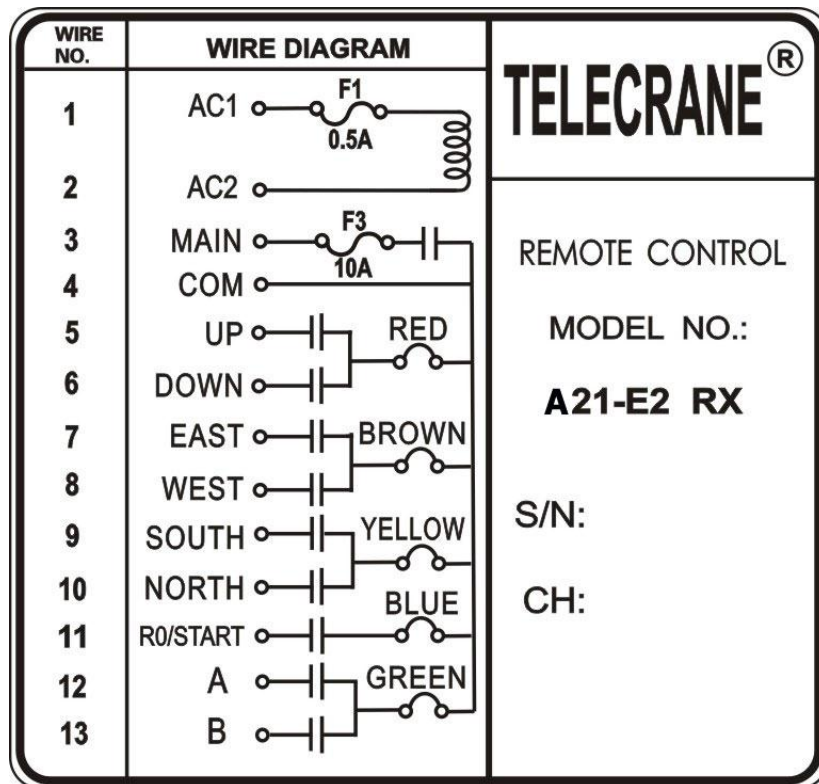 WIRE NO.
WIRE DIAGRAM
1 AC1 F1 0.5A
2 AC2
3 MAIN F3 10A
4 COM
5 UP RED
6 DOWN
7 EAST BROWN
8 WEST
9 SOUTH YELLOW
10 NORTH
11 R0/START BLUE
12 A GREEN
13 B
TELECRANE®
REMOTE CONTROL
MODEL NO.:
A21-E2 RX
S/N:
CH: